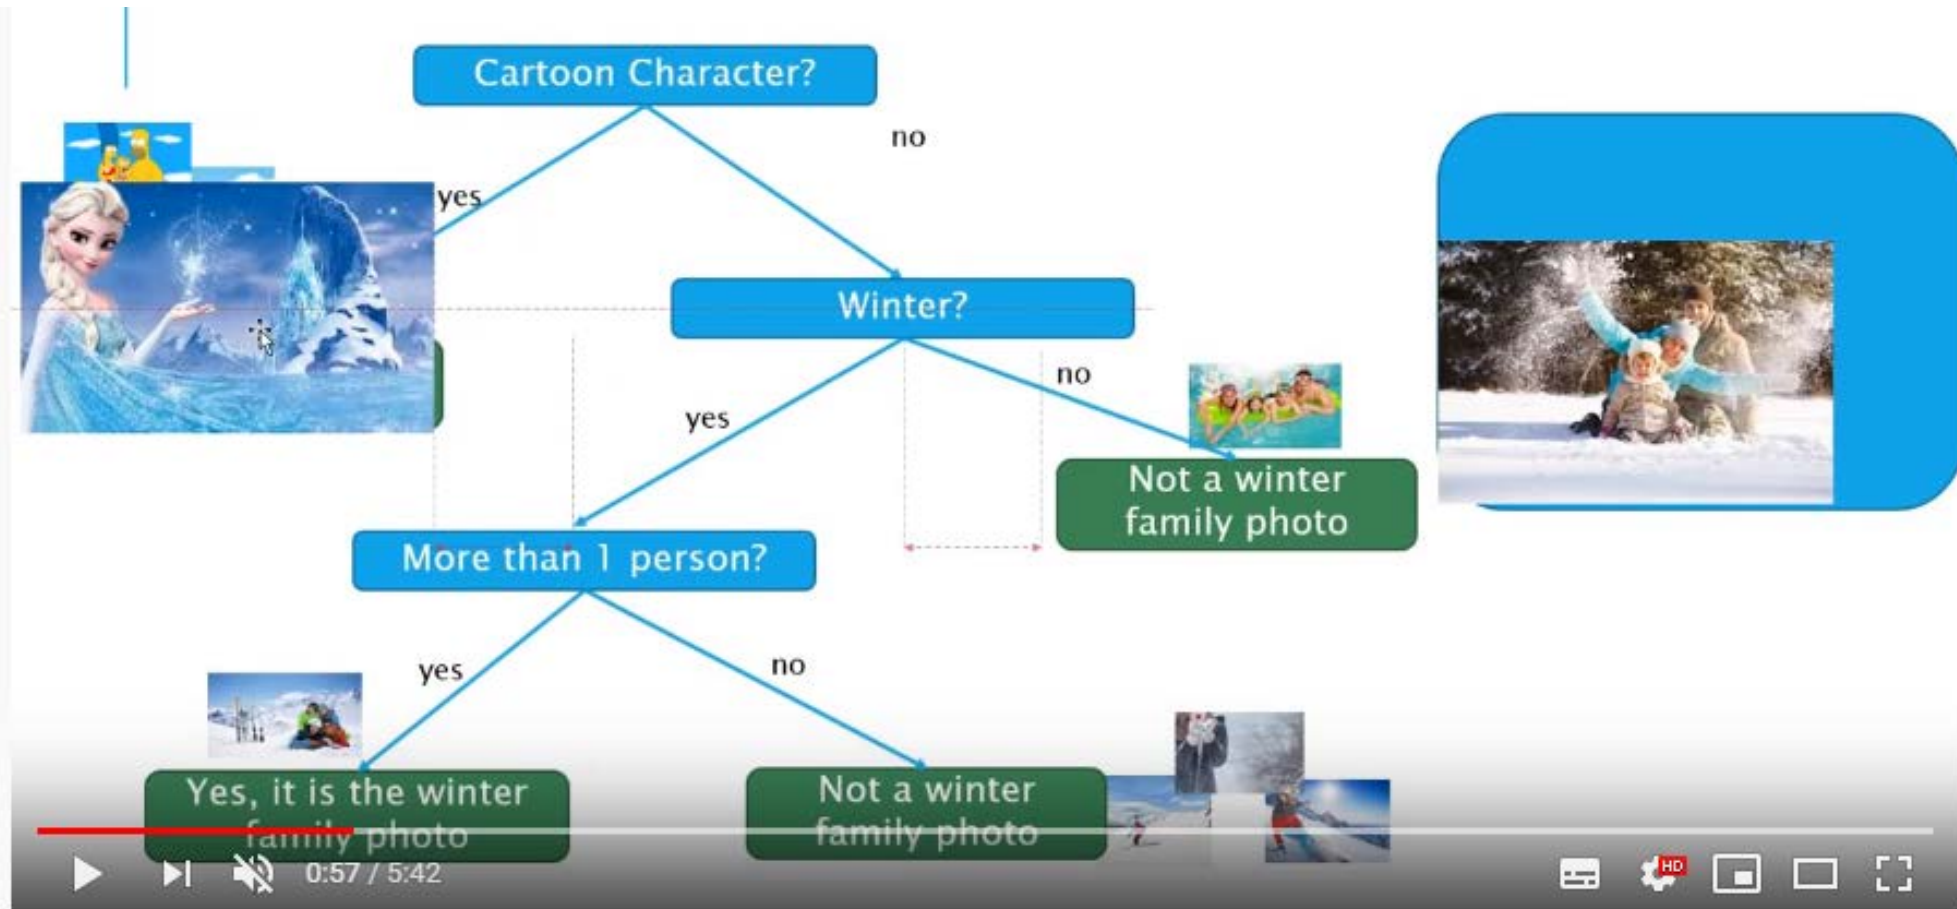 Cartoon Character?
no
yes
Winter?
no
yes
Not a winter
family photo
More than 1 person?
yes
no
Yes, it is the winter
family photo
Not a winter
family photo
0:57 / 5:42
HD